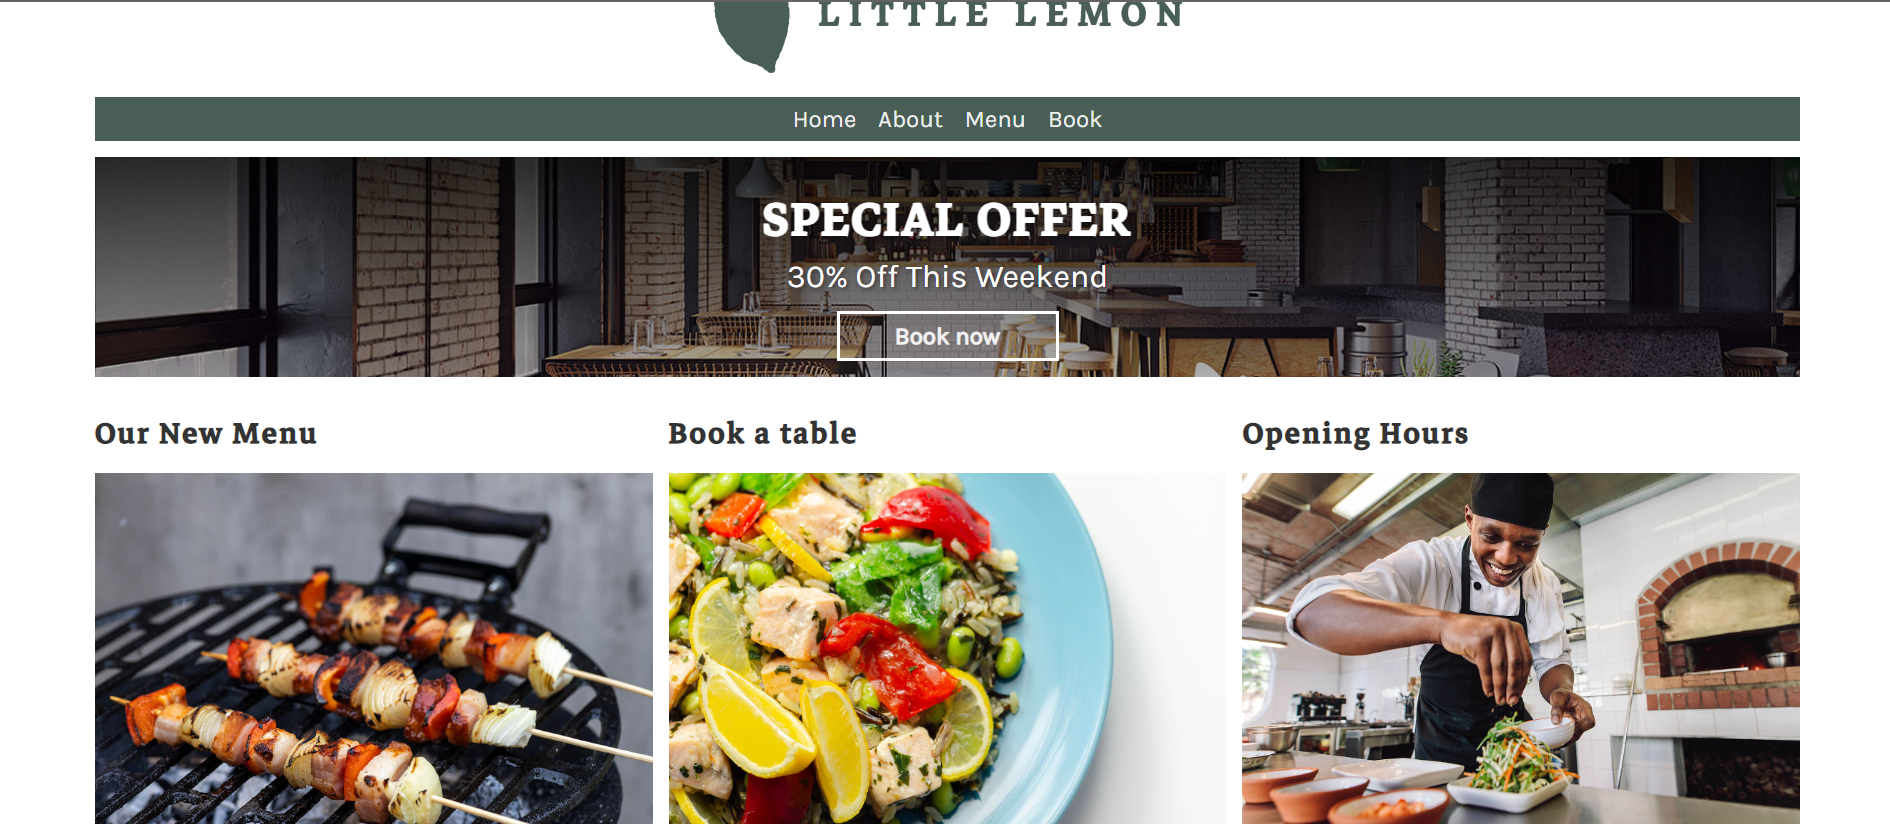 LITTLE LEMON
Home About Menu Book
SPECIAL OFFER
30% Off This Weekend
Book now
Our New Menu
Book a table
Opening Hours